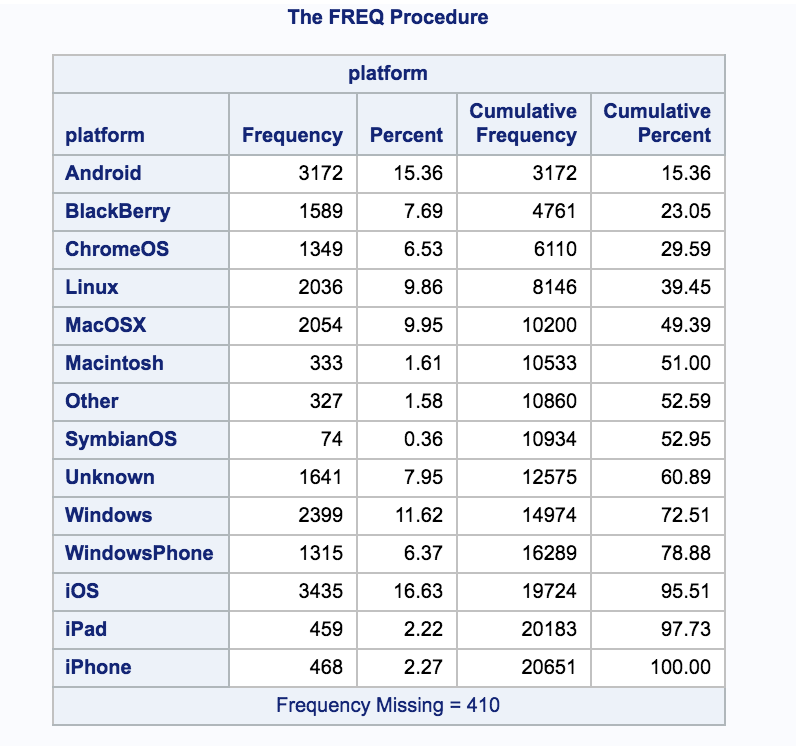 The FREQ Procedure
platform
platform Frequency Percent Cumulative Frequency Cumulative Percent
Android 3172 15.36 3172 15.36
BlackBerry 1589 7.69 4761 23.05
ChromeOS 1349 6.53 6110 29.59
Linux 2036 9.86 8146 39.45
MacOSX 2054 9.95 10200 49.39
Macintosh 333 1.61 10533 51.00
Other 327 1.58 10860 52.59
SymbianOS 74 0.36 10934 52.95
Unknown 1641 7.95 12575 60.89
Windows 2399 11.62 14974 72.51
WindowsPhone 1315 6.37 16289 78.88
iOS 3435 16.63 19724 95.51
iPad 459 2.22 20183 97.73
iPhone 468 2.27 20651 100.00
Frequency Missing = 410